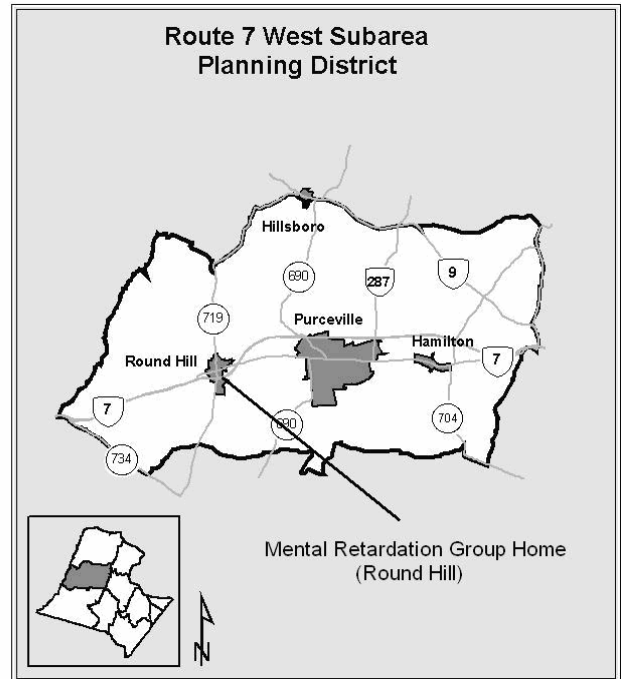 Route 7 West Subarea
Planning District
Hillsboro
690
287
9
719
Purceville
Hamilton
Round Hill
7
7
690
704
734
Mental Retardation Group Home
(Round Hill)
N